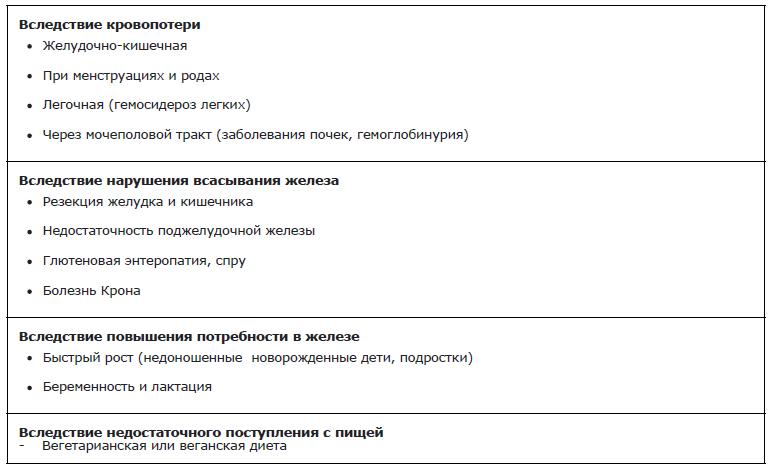 Вследствие кровопотери
• Желудочно-кишечная
• При менструациях и родах
• Легочная (гемосидероз легких)
• Через мочеполовой тракт (заболевания почек, гемоглобинурия)
Вследствие нарушения всасывания железа
• Резекция желудка и кишечника
• Недостаточность поджелудочной железы
• Глютеновая энтеропатия, спру
• Болезнь Крона
Вследствие повышения потребности в железе
• Быстрый рост (недоношенные новорожденные дети, подростки)
• Беременность и лактация
Вследствие недостаточного поступления с пищей
- Вегетарианская или веганская диета